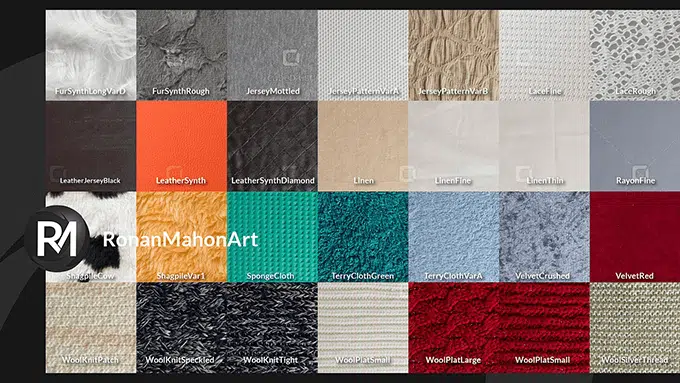 FurSynthLongVarD
FurSynthRough
JerseyMottled
JerseyPatternVarA
JerseyPatternVarB
LaceFine
LaceRough
LeatherJerseyBlack
LeatherSynth
LeatherSynthDiamond
Linen
LinenFine
LinenThin
RayonFine
RM
RonanMahonArt
ShagpileCow
ShagpileVar1
SpongeCloth
TerryClothGreen
TerryClothVarA
VelvetCrushed
VelvetRed
WoolKnitPatch
WoolKnitSpeckled
WoolKnitTight
WoolPlatSmall
WoolPlatLarge
WoolPlatSmall
WoolSilverThread